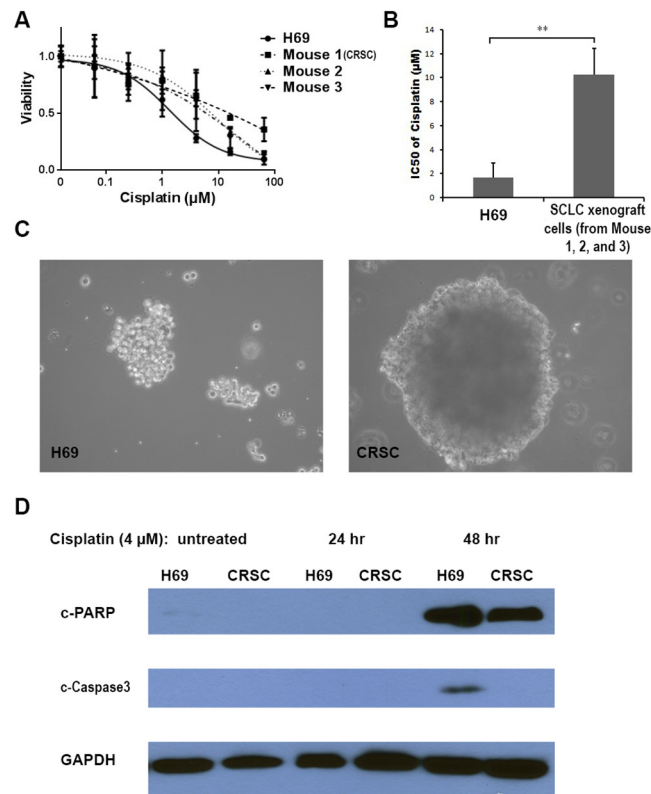 A
H69
Mouse 1(CRSC)
Mouse 2
Mouse 3
Viability
1.0
0.5
0.0
0
0.1
1
10
100
Cisplatin (µM)
B
**
IC50 of Cisplatin (µM)
14
12
10
8
6
4
2
0
H69
SCLC xenograft
cells (from Mouse
1, 2, and 3)
C
H69
CRSC
D
Cisplatin (4 µM): untreated 24 hr 48 hr
H69 CRSC H69 CRSC H69 CRSC
c-PARP
c-Caspase3
GAPDH